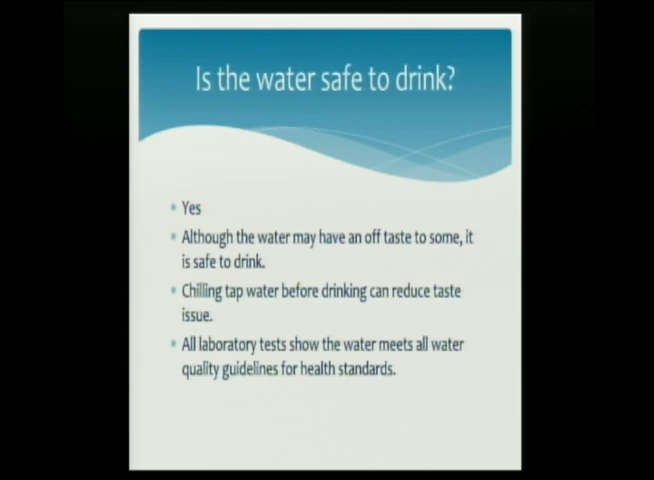 Is the water safe to drink?
Yes
Although the water may have an off taste to some, it
is safe to drink.
Chilling tap water before drinking can reduce taste
issue.
All laboratory tests show the water meets all water
quality guidelines for health standards.